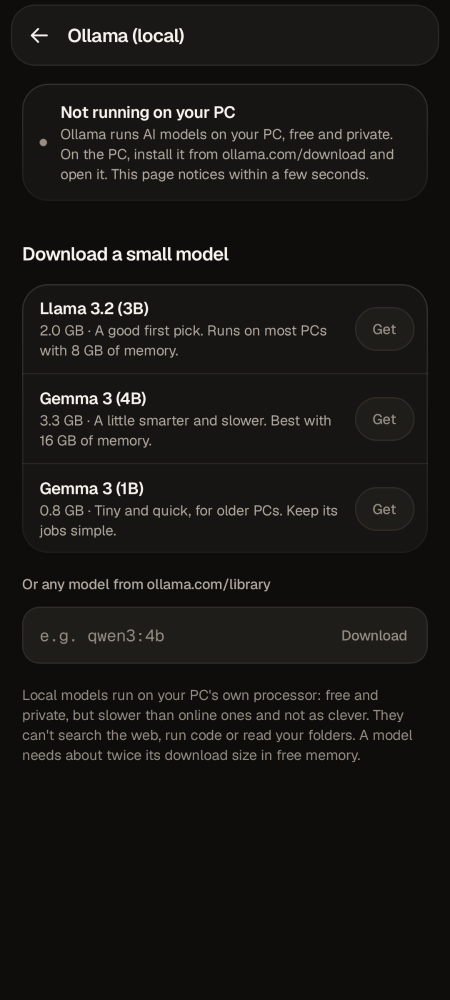 Ollama (local)
Not running on your PC
Ollama runs AI models on your PC, free and private.
On the PC, install it from ollama.com/download and
open it. This page notices within a few seconds.
Download a small model
Llama 3.2 (3B)
2.0 GB · A good first pick. Runs on most PCs
with 8 GB of memory.
Get
Gemma 3 (4B)
3.3 GB · A little smarter and slower. Best with
16 GB of memory.
Get
Gemma 3 (1B)
0.8 GB · Tiny and quick, for older PCs. Keep its
jobs simple.
Get
Or any model from ollama.com/library
e.g. qwen3:4b
Download
Local models run on your PC's own processor: free and
private, but slower than online ones and not as clever. They
can't search the web, run code or read your folders. A model
needs about twice its download size in free memory.